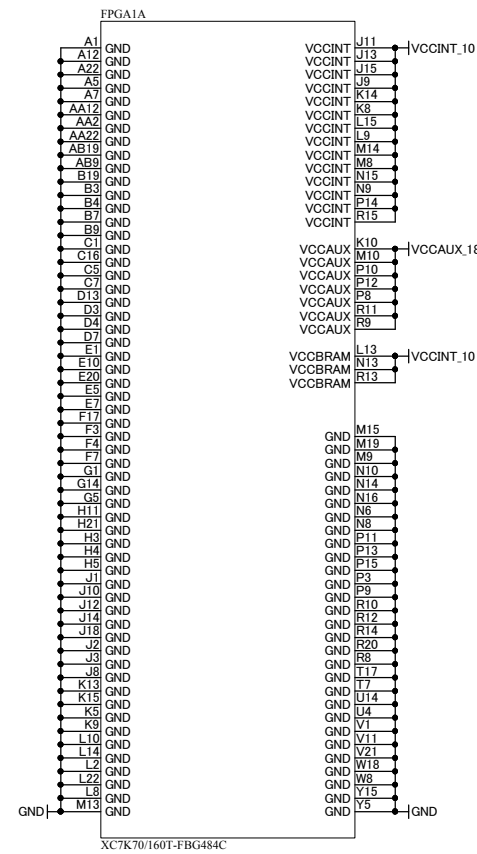 FPGA1A
A1 GND VCCINT J11 VCCINT_10
A12 GND VCCINT J13
A22 GND VCCINT J15
A5 GND VCCINT J9
A7 GND VCCINT K14
AA12 GND VCCINT K8
AA2 GND VCCINT L15
AA22 GND VCCINT L9
AB19 GND VCCINT M14
AB9 GND VCCINT M8
B19 GND VCCINT N15
B3 GND VCCINT N9
B4 GND VCCINT P14
B7 GND VCCINT R15
B9 GND
C1 GND VCCAUX K10 VCCAUX_18
C16 GND VCCAUX M10
C5 GND VCCAUX P10
C7 GND VCCAUX P12
D13 GND VCCAUX P8
D3 GND VCCAUX R11
D4 GND VCCAUX R9
D7 GND
E1 GND VCCBRAM L13 VCCINT_10
E10 GND VCCBRAM N13
E20 GND VCCBRAM R13
E5 GND
E7 GND
F17 GND
F3 GND GND M15
F4 GND GND M19
F7 GND GND M9
G1 GND GND N10
G14 GND GND N14
G5 GND GND N16
H11 GND GND N6
H21 GND GND N8
H3 GND GND P11
H4 GND GND P13
H5 GND GND P15
J1 GND GND P3
J10 GND GND P9
J12 GND GND R10
J14 GND GND R12
J18 GND GND R14
J2 GND GND R20
J3 GND GND R8
J8 GND GND T17
K13 GND GND T7
K15 GND GND U14
K5 GND GND U4
K9 GND GND V1
L10 GND GND V11
L14 GND GND V21
L2 GND GND W18
L22 GND GND W8
L8 GND GND Y15
GND M13 GND GND Y5 GND
XC7K70/160T-FBG484C